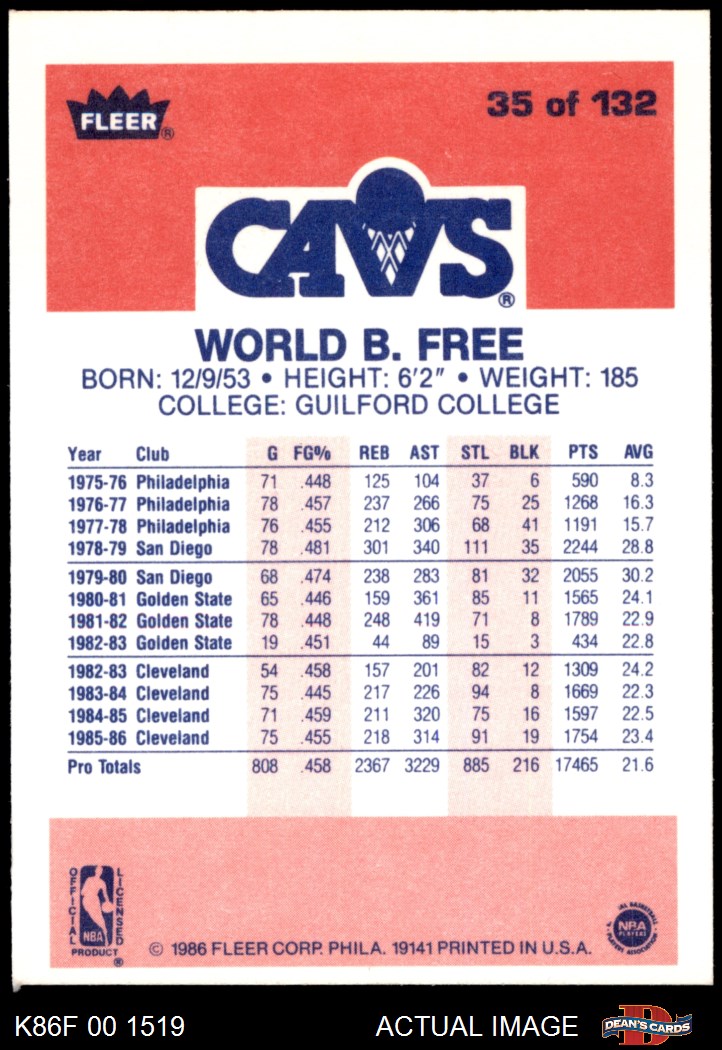 FLEER®
35 of 132
CAVS®
WORLD B. FREE
BORN: 12/9/53 • HEIGHT: 6'2" • WEIGHT: 185
COLLEGE: GUILFORD COLLEGE
Year Club G FG% REB AST STL BLK PTS AVG
1975-76 Philadelphia 71 .448 125 104 37 6 590 8.3
1976-77 Philadelphia 78 .457 237 266 75 25 1268 16.3
1977-78 Philadelphia 76 .455 212 306 68 41 1191 15.7
1978-79 San Diego 78 .481 301 340 111 35 2244 28.8
1979-80 San Diego 68 .474 238 283 81 32 2055 30.2
1980-81 Golden State 65 .446 159 361 85 11 1565 24.1
1981-82 Golden State 78 .448 248 419 71 8 1789 22.9
1982-83 Golden State 19 .451 44 89 15 3 434 22.8
1982-83 Cleveland 54 .458 157 201 82 12 1309 24.2
1983-84 Cleveland 75 .445 217 226 94 8 1669 22.3
1984-85 Cleveland 71 .459 211 320 75 16 1597 22.5
1985-86 Cleveland 75 .455 218 314 91 19 1754 23.4
Pro Totals 808 .458 2367 3229 885 216 17465 21.6
OFFICIAL
LICENSED
NBA
PRODUCT®
© 1986 FLEER CORP. PHILA. 19141 PRINTED IN U.S.A.
BASKETBALL
NBA
PLAYERS
PLAYERS ASSOCIATION
K86F 00 1519
ACTUAL IMAGE
D
DEAN'S CARDS